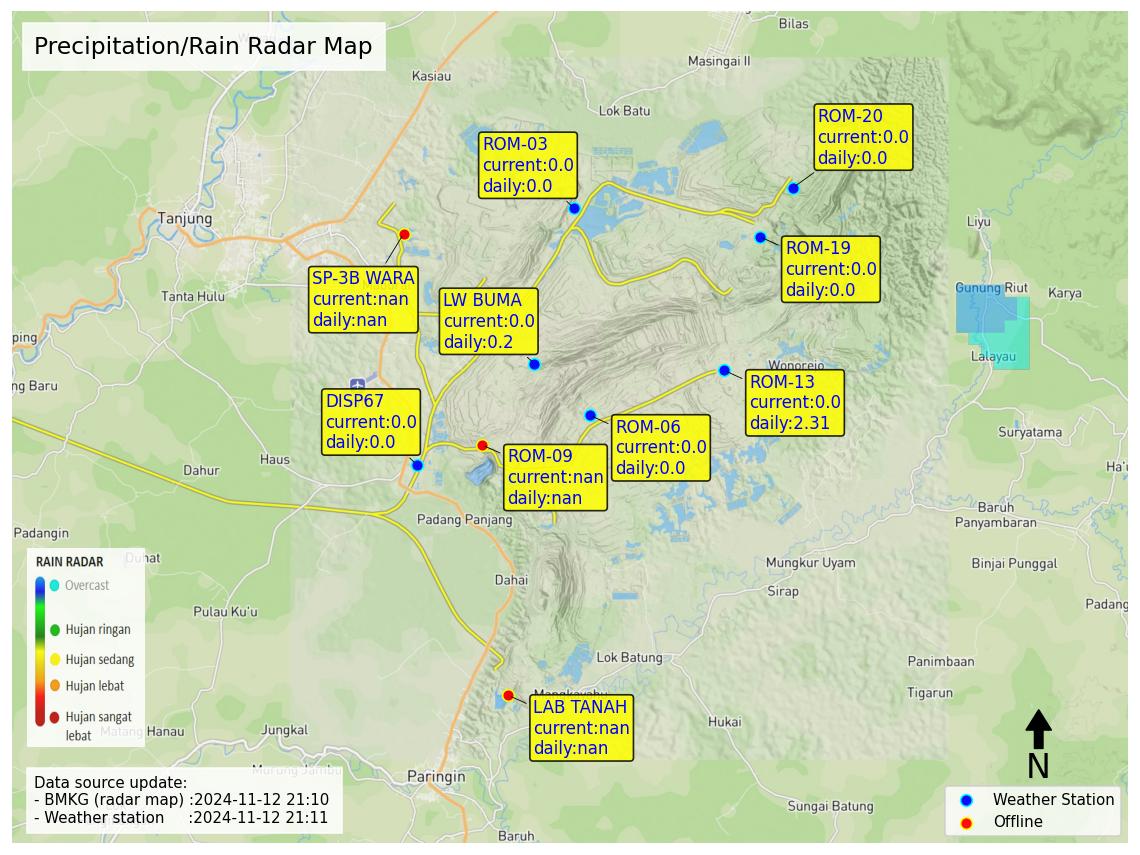 Precipitation/Rain Radar Map
Bilas
Masingai II
Kasiau
Lok Batu
ROM-20
current:0.0
daily:0.0
ROM-03
current:0.0
daily:0.0
Tanjung
Liyu
ROM-19
current:0.0
daily:0.0
SP-3B WARA
current:nan
daily:nan
Tanta Hulu
LW BUMA
current:0.0
daily:0.2
Gunung Riut
Karya
ping
Lalayau
Wonorejo
ng Baru
ROM-13
current:0.0
daily:2.31
DISP67
current:0.0
daily:0.0
ROM-06
current:0.0
daily:0.0
Suryatama
ROM-09
current:nan
daily:nan
Haus
Dahur
Ha'u
Baruh
Panyambaran
Padang Panjang
Padangin
Duhat
Mungkur Uyam
Binjai Punggal
Dahai
Sirap
Padang
Pulau Ku'u
RAIN RADAR
Overcast
Hujan ringan
Hujan sedang
Hujan lebat
Hujan sangat
lebat
Lok Batung
Panimbaan
Tigarun
LAB TANAH
current:nan
daily:nan
Hukai
Matang Hanau
Jungkal
Murung Jambu
Paringin
Sungai Batung
Baruh
Data source update:
- BMKG (radar map) :2024-11-12 21:10
- Weather station :2024-11-12 21:11
N
Weather Station
Offline